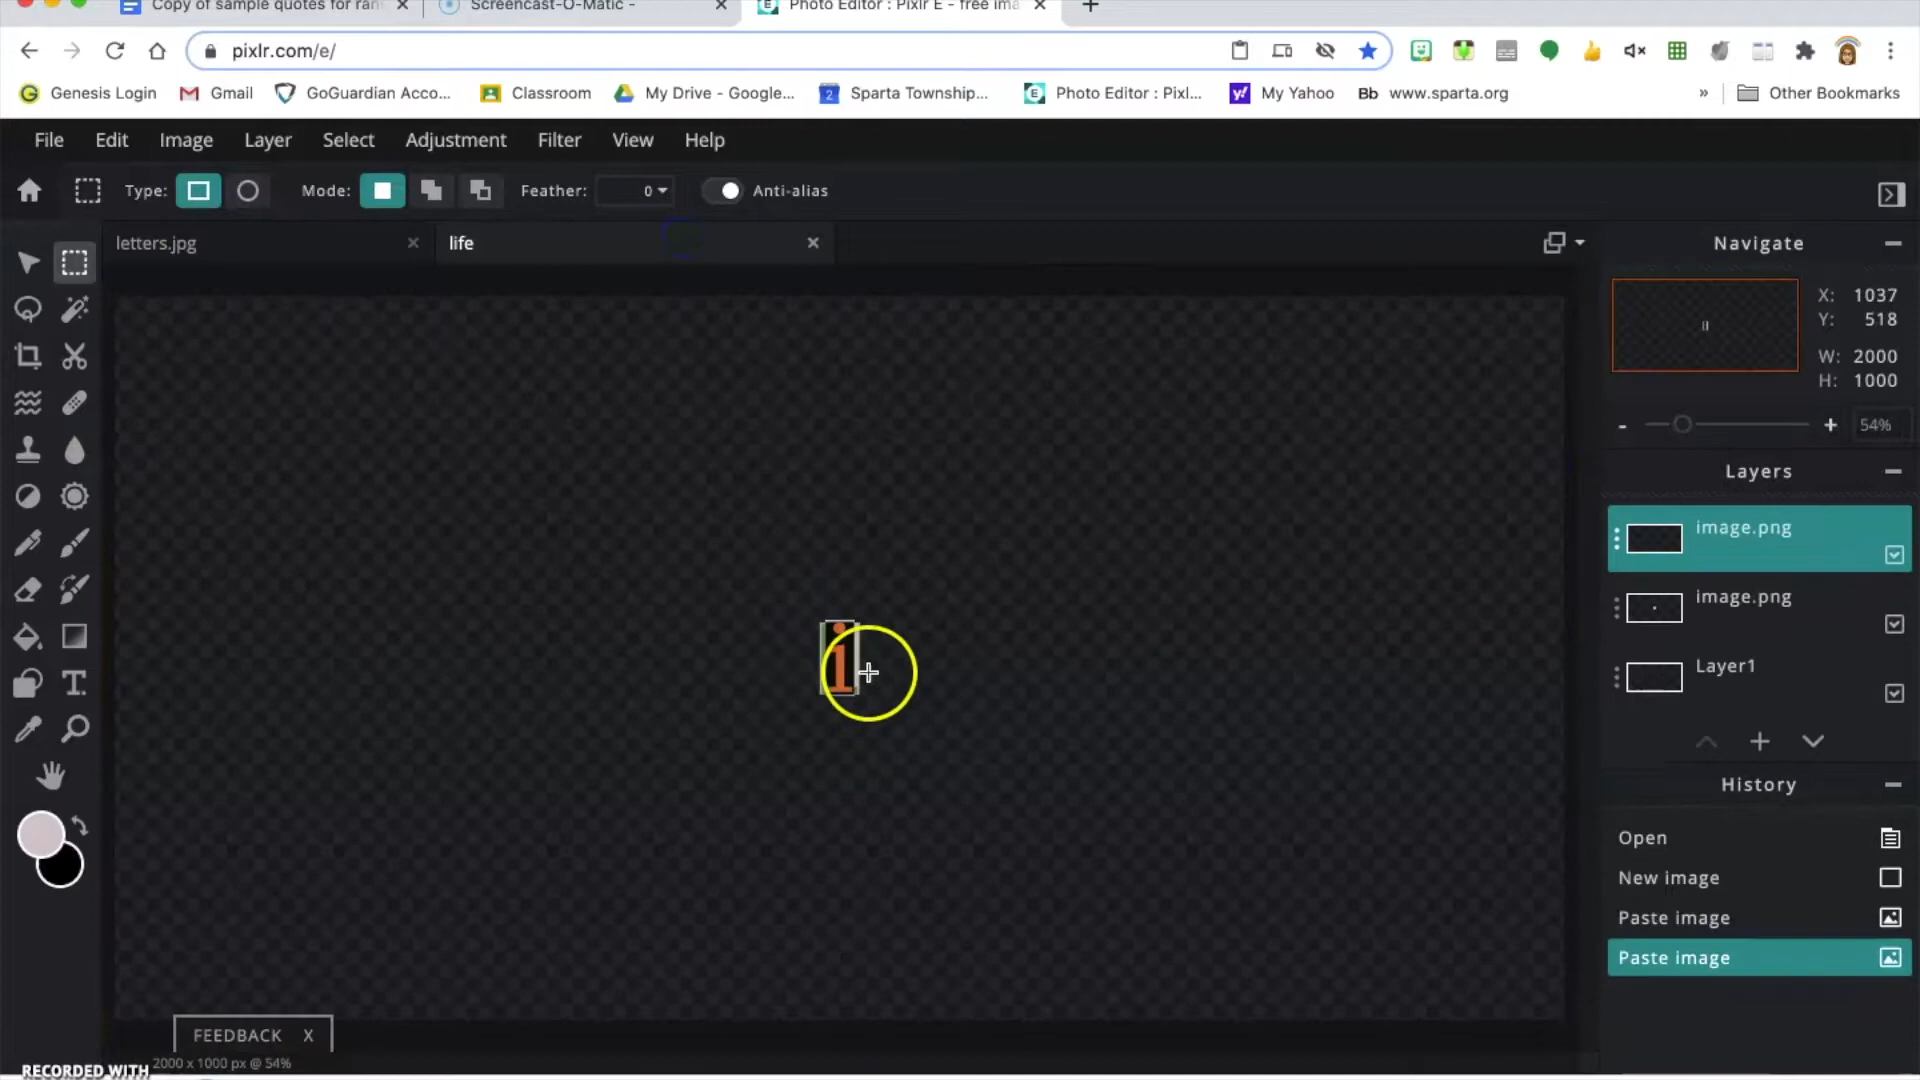 Copy of sample quotes for ran
Screencast-O-Matic -
Photo Editor : Pixlr E - free ima
pixlr.com/e/
Genesis Login
Gmail
GoGuardian Acco...
Classroom
My Drive - Google...
2 Sparta Township...
Photo Editor : Pixl...
y! My Yahoo
Bb www.sparta.org
» Other Bookmarks
File Edit Image Layer Select Adjustment Filter View Help
Type: Mode: Feather: 0 Anti-alias
letters.jpg
life
Navigate
X: 1037
Y: 518
W: 2000
H: 1000
54%
Layers
image.png
image.png
Layer1
i
History
Open
New image
Paste image
Paste image
FEEDBACK X
2000 x 1000 px @ 54%
RECORDED WITH